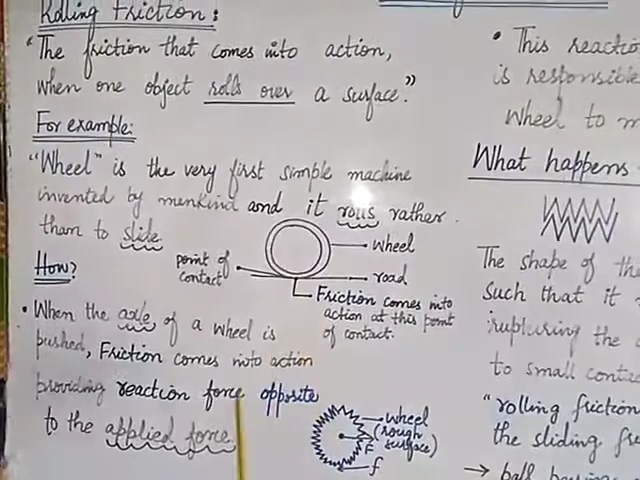 Rolling Friction:
"The friction that comes into action,
when one object rolls over a surface."
For example:
"Wheel" is the very first simple machine
invented by menkind and it rolls rather
than to slide.
point of
contact
wheel
road
Friction comes into
action at this point
of contact.
How?
• When the axle of a wheel is
pushed, Friction comes into action
providing reaction force opposite
to the applied force
wheel
(rough
surface)
F
f
• This reaction
is responsible
Wheel to m
What happens
The shape of the
such that it
rupturing the
to small conta
"rolling friction
the sliding fr
→ ball